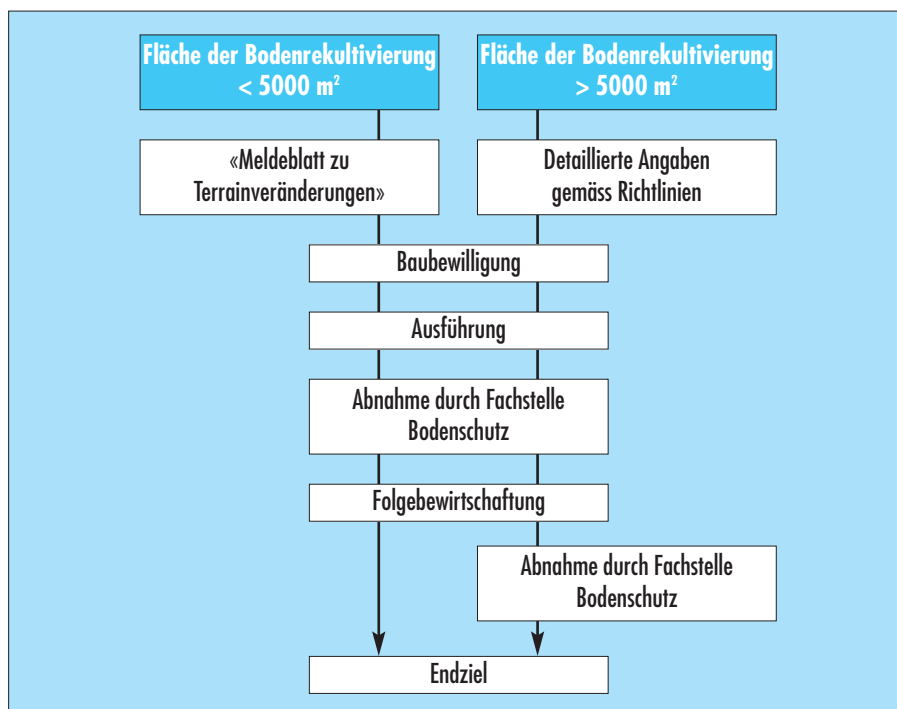 Fläche der Bodenrekultivierung
< 5000 m²
Fläche der Bodenrekultivierung
> 5000 m²
«Meldeblatt zu
Terrainveränderungen»
Detaillierte Angaben
gemäss Richtlinien
Baubewilligung
Ausführung
Abnahme durch Fachstelle
Bodenschutz
Folgebewirtschaftung
Abnahme durch Fachstelle
Bodenschutz
Endziel